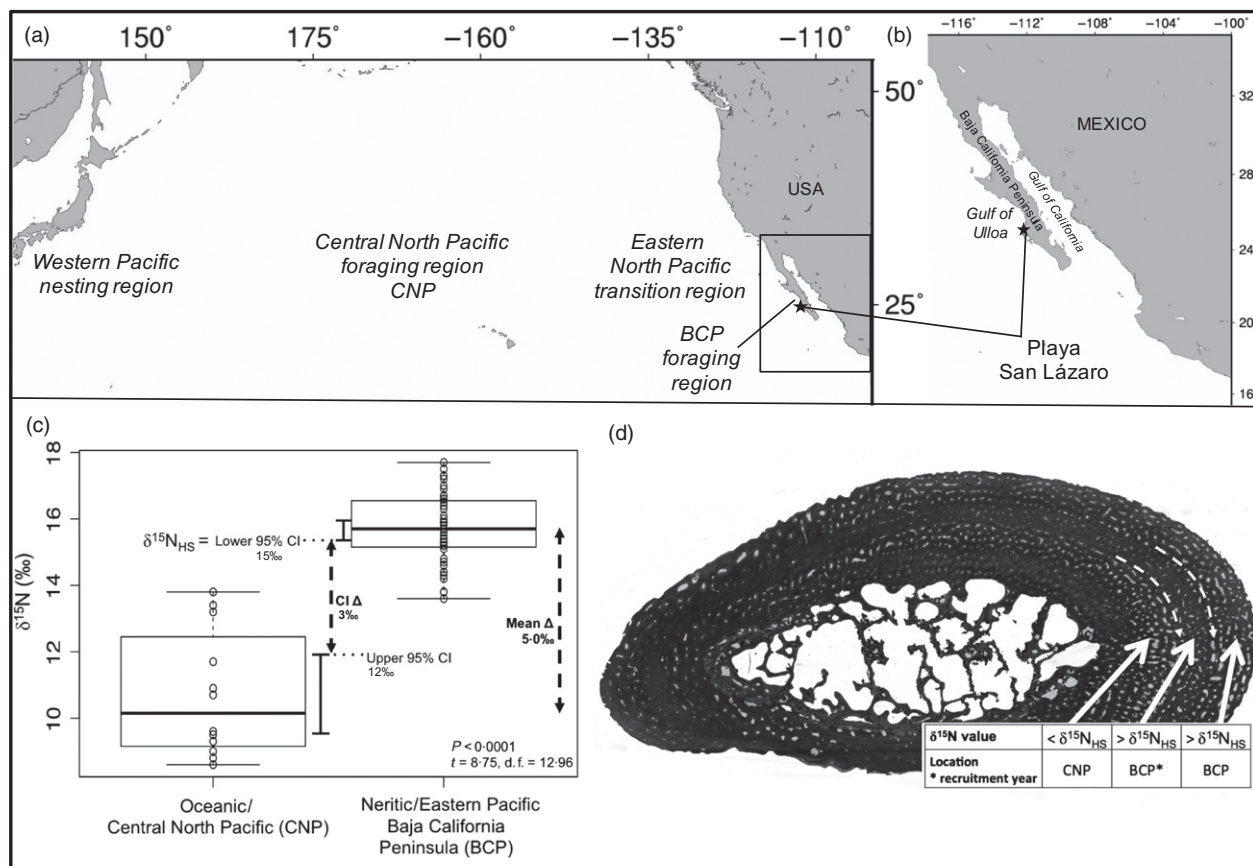 (a)
150° 175° −160° −135° −110°
50°
25°
USA
Western Pacific
nesting region
Central North Pacific
foraging region
CNP
Eastern
North Pacific
transition region
BCP
foraging
region
(b)
−116° −112° −108° −104° −100°
32
28
24
20
16
MEXICO
Baja California Peninsula
Gulf of California
Gulf of
Ulloa
Playa
San Lázaro
(c)
δ15N (‰)
18
16
14
12
10
δ15NHS = Lower 95% CI
15‰
CI Δ
3‰
Mean Δ
5·0‰
Upper 95% CI
12‰
P < 0·0001
t = 8·75, d.f. = 12·96
Oceanic/
Central North Pacific (CNP)
Neritic/Eastern Pacific
Baja California
Peninsula (BCP)
(d)
δ15N value < δ15NHS > δ15NHS > δ15NHS
Location
* recruitment year
CNP BCP* BCP